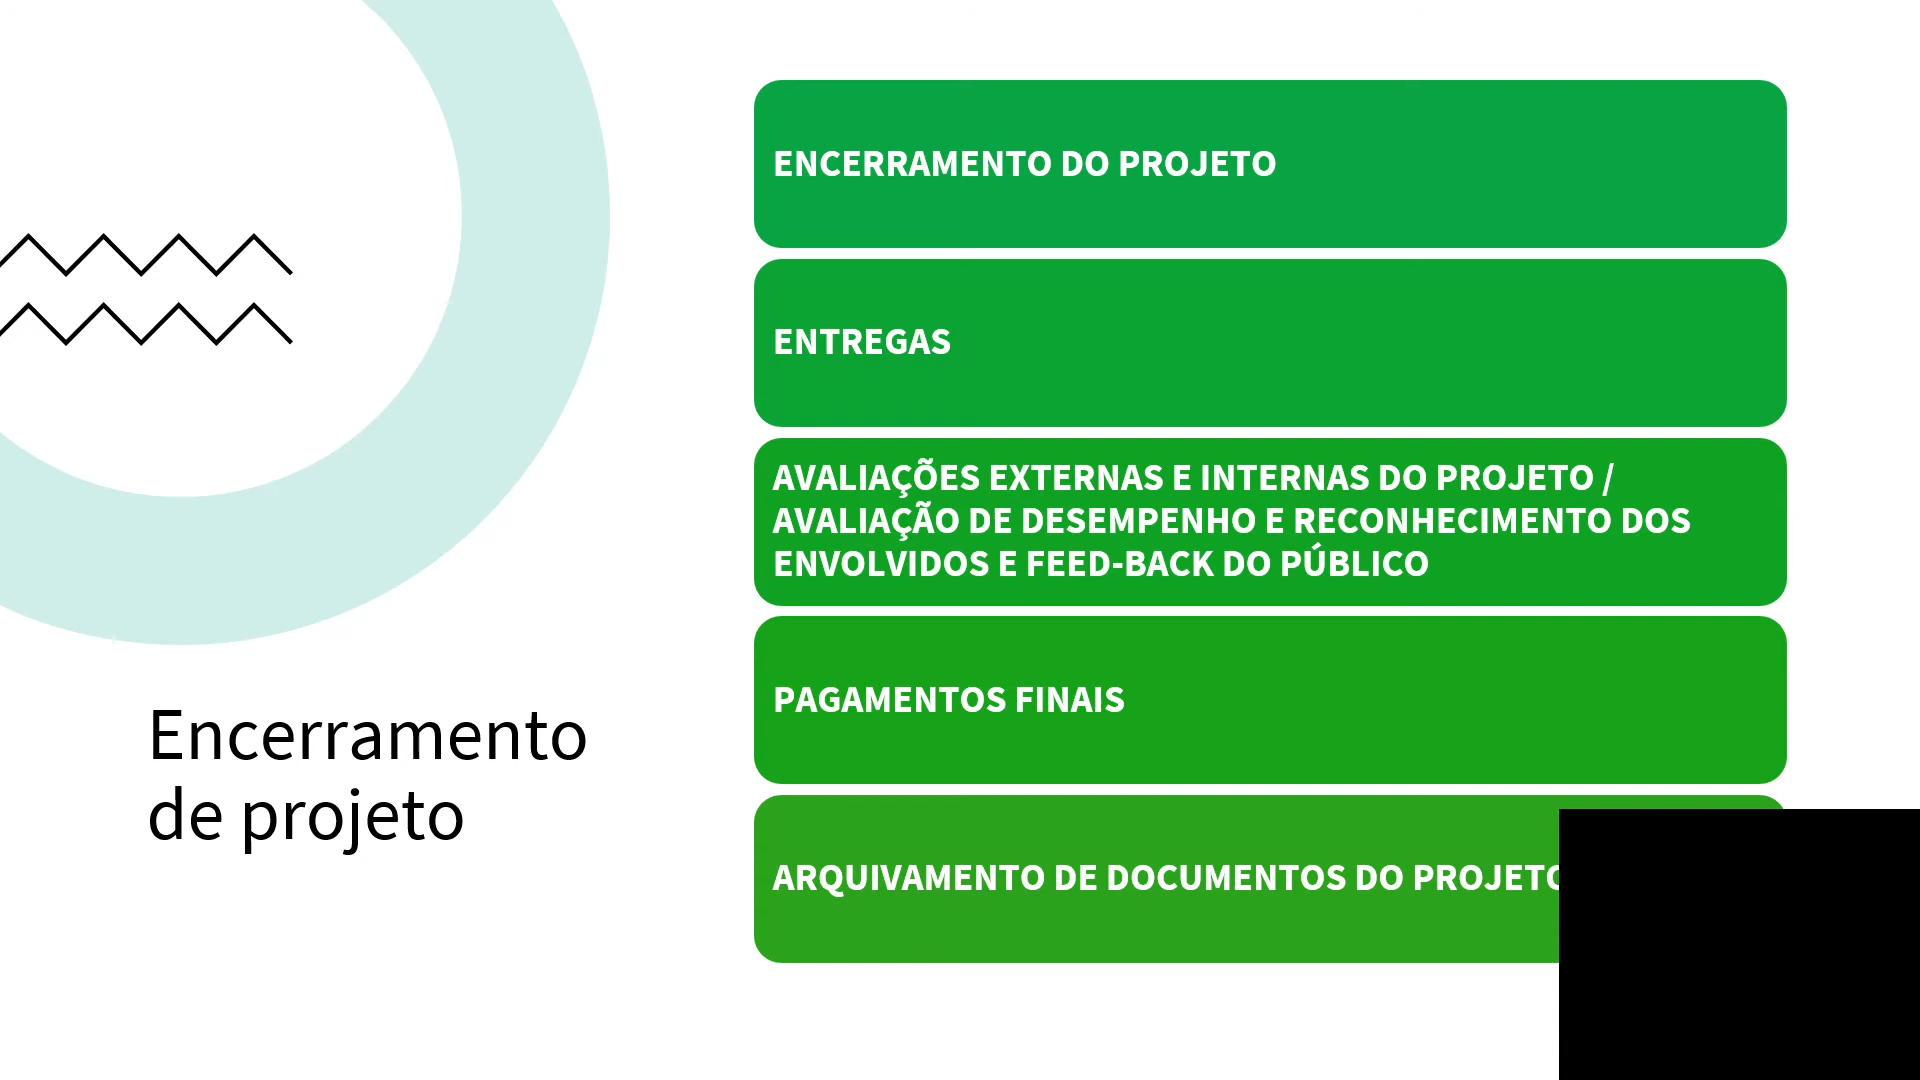 Encerramento
de projeto
ENCERRAMENTO DO PROJETO
ENTREGAS
AVALIAÇÕES EXTERNAS E INTERNAS DO PROJETO /
AVALIAÇÃO DE DESEMPENHO E RECONHECIMENTO DOS
ENVOLVIDOS E FEED-BACK DO PÚBLICO
PAGAMENTOS FINAIS
ARQUIVAMENTO DE DOCUMENTOS DO PROJETO